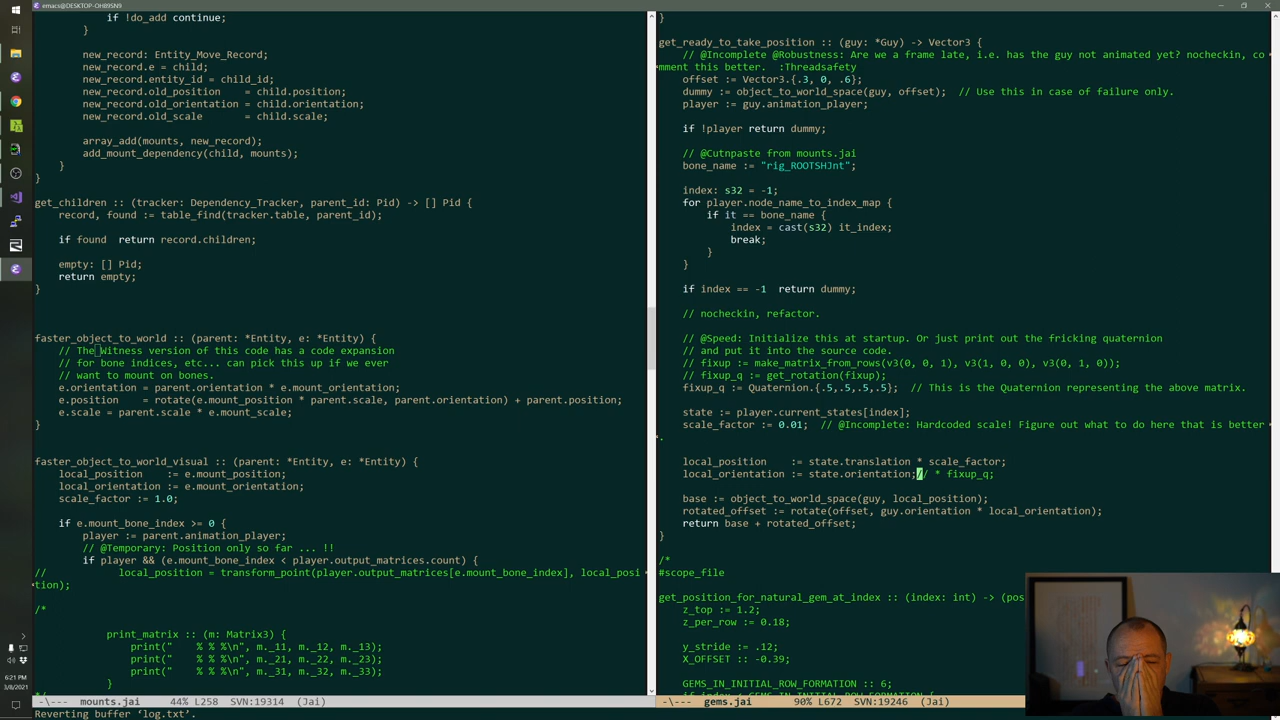 emacs@DESKTOP-OH89SN9
if !do_add continue;
}
new_record: Entity_Move_Record;
new_record.e = child;
new_record.entity_id = child_id;
new_record.old_position    = child.position;
new_record.old_orientation = child.orientation;
new_record.old_scale       = child.scale;
array_add(mounts, new_record);
add_mount_dependency(child, mounts);
}
}
get_children :: (tracker: Dependency_Tracker, parent_id: Pid) -> [] Pid {
record, found := table_find(tracker.table, parent_id);
if found  return record.children;
empty: [] Pid;
return empty;
}
faster_object_to_world :: (parent: *Entity, e: *Entity) {
// The Witness version of this code has a code expansion
// for bone indices, etc... can pick this up if we ever
// want to mount on bones.
e.orientation = parent.orientation * e.mount_orientation;
e.position    = rotate(e.mount_position * parent.scale, parent.orientation) + parent.position;
e.scale = parent.scale * e.mount_scale;
}
faster_object_to_world_visual :: (parent: *Entity, e: *Entity) {
local_position    := e.mount_position;
local_orientation := e.mount_orientation;
scale_factor := 1.0;
if e.mount_bone_index >= 0 {
player := parent.animation_player;
// @Temporary: Position only so far ... !!
if player && (e.mount_bone_index < player.output_matrices.count) {
//            local_position = transform_point(player.output_matrices[e.mount_bone_index], local_posi
tion);
/*
print_matrix :: (m: Matrix3) {
print("    % % %\n", m._11, m._12, m._13);
print("    % % %\n", m._21, m._22, m._23);
print("    % % %\n", m._31, m._32, m._33);
}
*/
-\---  mounts.jai     44% L258   SVN:19314  (Jai)
Reverting buffer ‘log.txt’.
}
get_ready_to_take_position :: (guy: *Guy) -> Vector3 {
// @Incomplete @Robustness: Are we a frame late, i.e. has the guy not animated yet? nocheckin, co
mment this better.  :Threadsafety
offset := Vector3.{.3, 0, .6};
dummy := object_to_world_space(guy, offset);  // Use this in case of failure only.
player := guy.animation_player;
if !player return dummy;
// @Cutnpaste from mounts.jai
bone_name := "rig_ROOTSHJnt";
index: s32 = -1;
for player.node_name_to_index_map {
if it == bone_name {
index = cast(s32) it_index;
break;
}
}
if index == -1  return dummy;
// nocheckin, refactor.
// @Speed: Initialize this at startup. Or just print out the fricking quaternion
// and put it into the source code.
// fixup := make_matrix_from_rows(v3(0, 0, 1), v3(1, 0, 0), v3(0, 1, 0));
// fixup_q := get_rotation(fixup);
fixup_q := Quaternion.{.5,.5,.5,.5};  // This is the Quaternion representing the above matrix.
state := player.current_states[index];
scale_factor := 0.01;  // @Incomplete: Hardcoded scale! Figure out what to do here that is better
.
local_position    := state.translation * scale_factor;
local_orientation := state.orientation;// * fixup_q;
base := object_to_world_space(guy, local_position);
rotated_offset := rotate(offset, guy.orientation * local_orientation);
return base + rotated_offset;
}
/*
#scope_file
get_position_for_natural_gem_at_index :: (index: int) -> (pos
z_top := 1.2;
z_per_row := 0.18;
y_stride := .12;
X_OFFSET :: -0.39;
GEMS_IN_INITIAL_ROW_FORMATION :: 6;
-\---  gems.jai       90% L672   SVN:19246  (Jai)
6:21 PM
3/8/2021